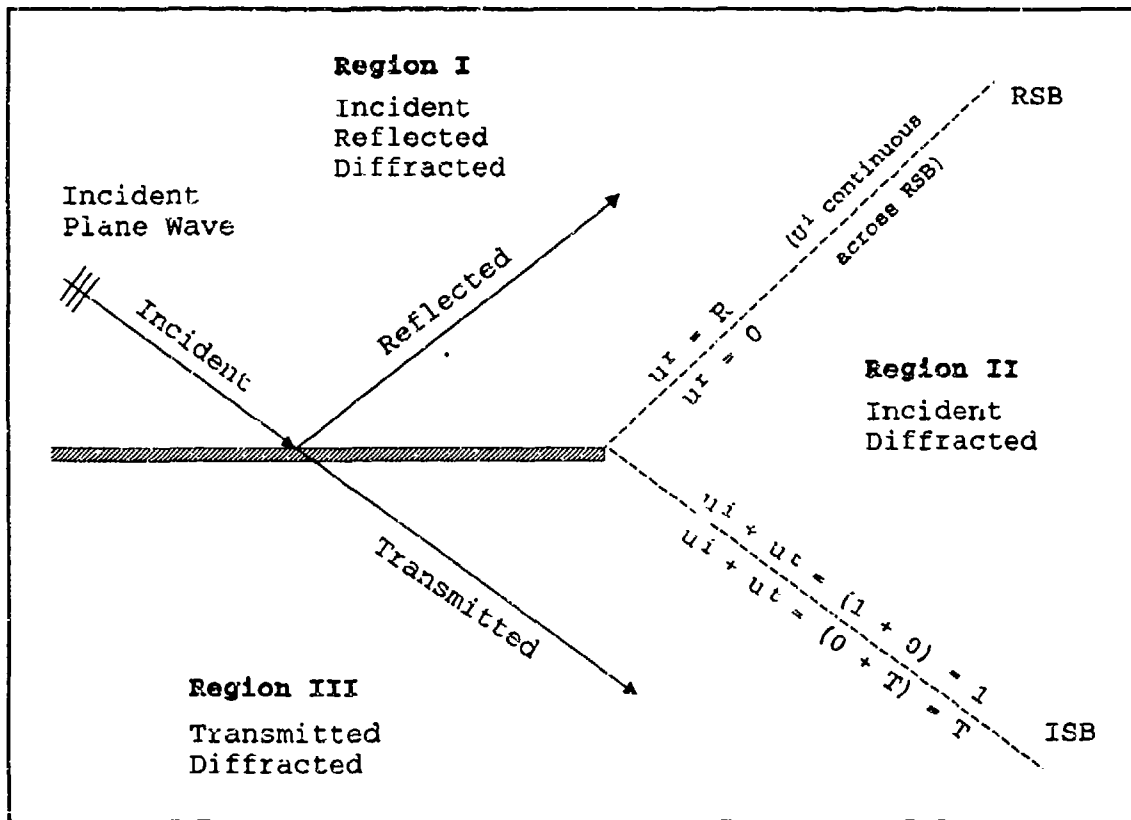 Region I
Incident
Reflected
Diffracted
RSB
(Uⁱ continuous
across RSB)
Incident
Plane Wave
Incident
Reflected
uʳ = R
uʳ = 0
Region II
Incident
Diffracted
uⁱ + uᵗ = (1 + 0) = 1
uⁱ + uᵗ = (0 + T) = T
Transmitted
Region III
Transmitted
Diffracted
ISB